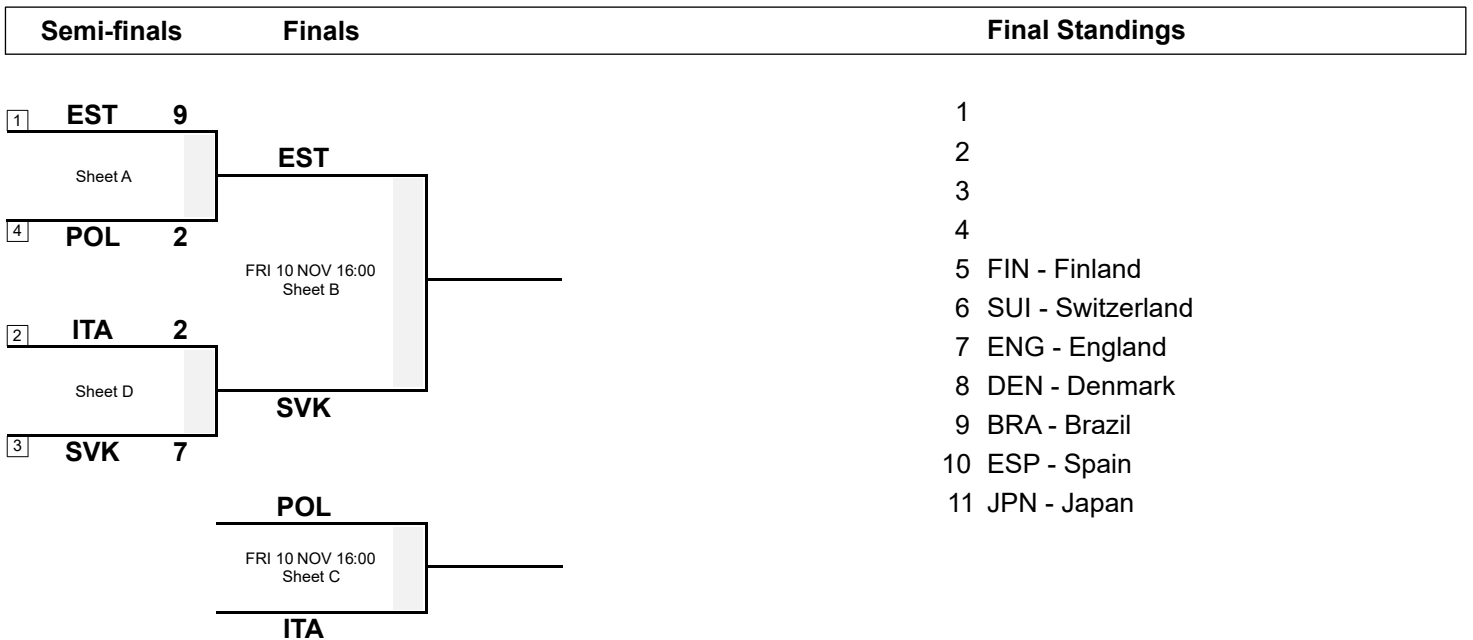 Semi-finals Finals Final Standings
1 EST 9
Sheet A
4 POL 2
EST
FRI 10 NOV 16:00
Sheet B
2 ITA 2
Sheet D
3 SVK 7
SVK
POL
FRI 10 NOV 16:00
Sheet C
ITA
1
2
3
4
5 FIN - Finland
6 SUI - Switzerland
7 ENG - England
8 DEN - Denmark
9 BRA - Brazil
10 ESP - Spain
11 JPN - Japan